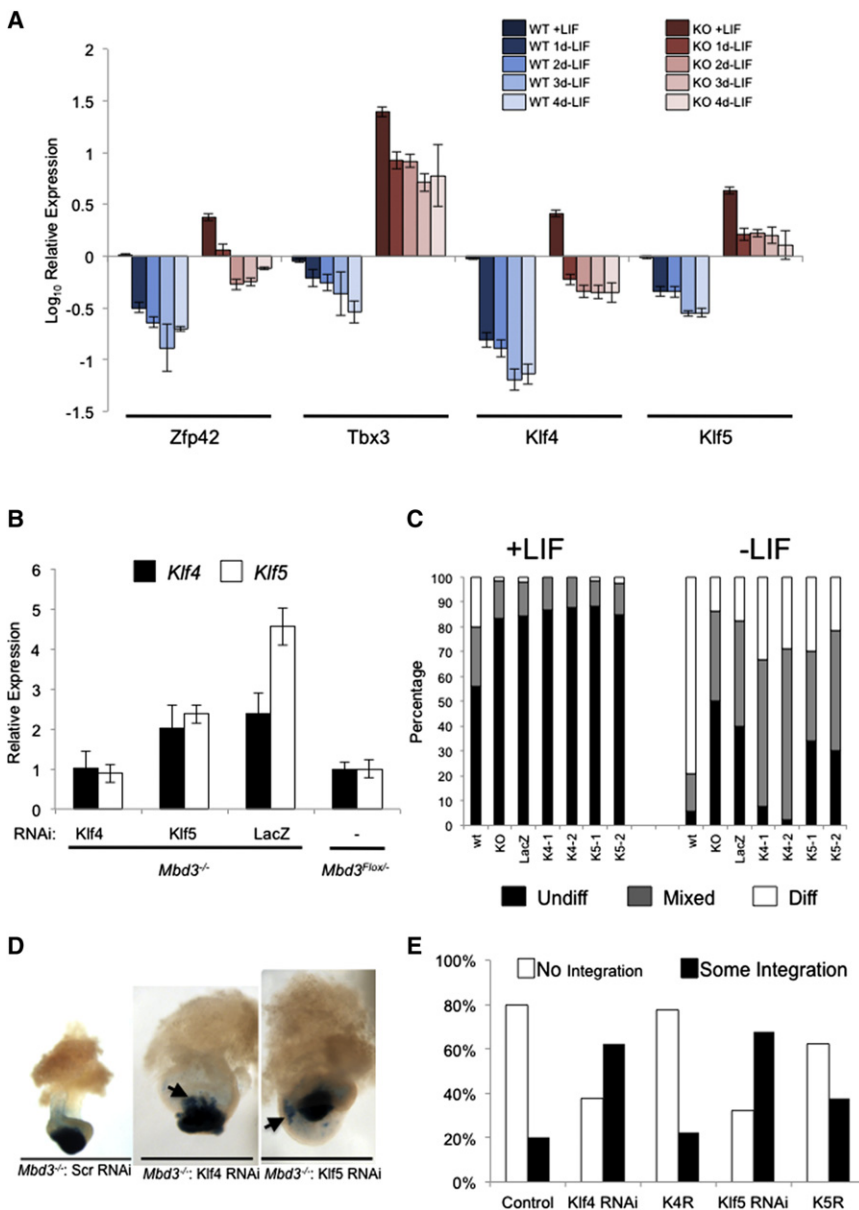 A
WT +LIF
WT 1d-LIF
WT 2d-LIF
WT 3d-LIF
WT 4d-LIF
KO +LIF
KO 1d-LIF
KO 2d-LIF
KO 3d-LIF
KO 4d-LIF
Log10 Relative Expression
2
1.5
1
0.5
0
-0.5
-1
-1.5
Zfp42
Tbx3
Klf4
Klf5
B
Klf4
Klf5
Relative Expression
6
5
4
3
2
1
0
RNAi:
Klf4
Klf5
LacZ
-
Mbd3-/-
Mbd3Flox/-
C
+LIF
-LIF
Percentage
100
90
80
70
60
50
40
30
20
10
0
wt
KO
LacZ
K4-1
K4-2
K5-1
K5-2
wt
KO
LacZ
K4-1
K4-2
K5-1
K5-2
Undiff
Mixed
Diff
D
Mbd3-/-: Scr RNAi
Mbd3-/-: Klf4 RNAi
Mbd3-/-: Klf5 RNAi
E
No Integration
Some Integration
100%
80%
60%
40%
20%
0%
Control
Klf4 RNAi
K4R
Klf5 RNAi
K5R